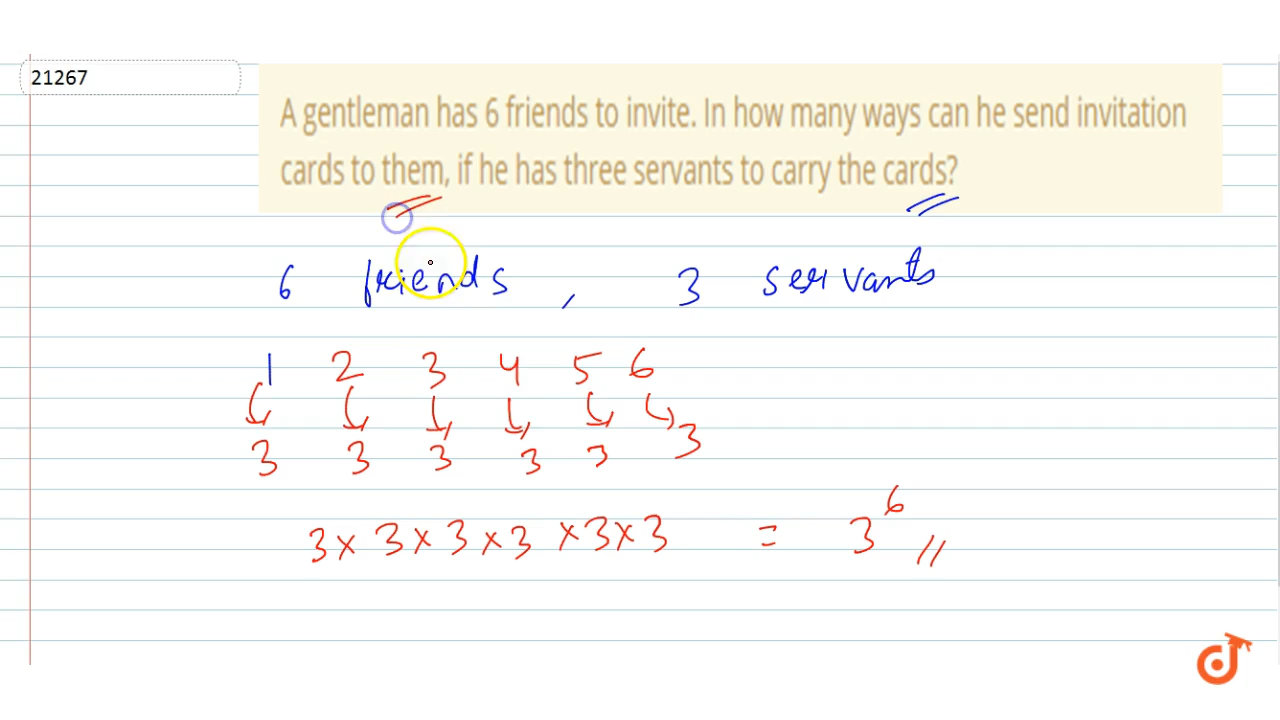 21267
A gentleman has 6 friends to invite. In how many ways can he send invitation
cards to them, if he has three servants to carry the cards?
6 friends , 3 servants
1 2 3 4 5 6
3 3 3 3 3 3
3 × 3 × 3 × 3 × 3 × 3 = 3⁶ //